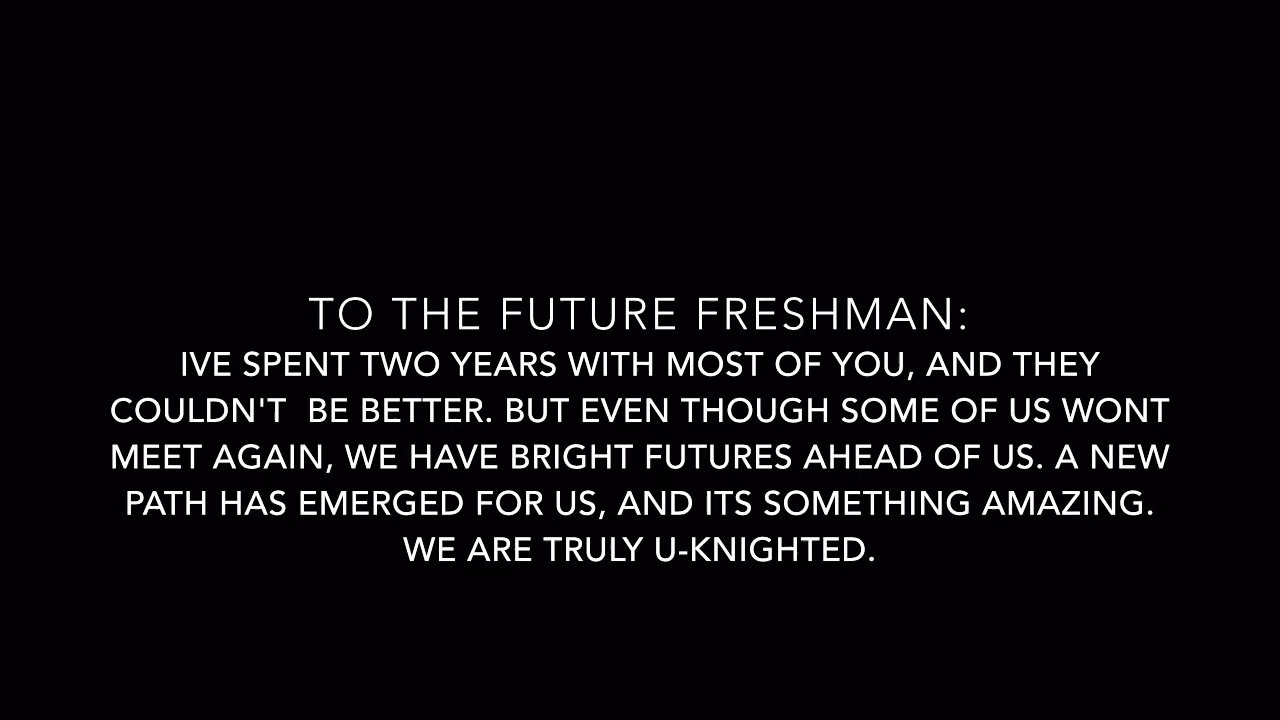 TO THE FUTURE FRESHMAN:
IVE SPENT TWO YEARS WITH MOST OF YOU, AND THEY
COULDN'T  BE BETTER. BUT EVEN THOUGH SOME OF US WONT
MEET AGAIN, WE HAVE BRIGHT FUTURES AHEAD OF US. A NEW
PATH HAS EMERGED FOR US, AND ITS SOMETHING AMAZING.
WE ARE TRULY U-KNIGHTED.